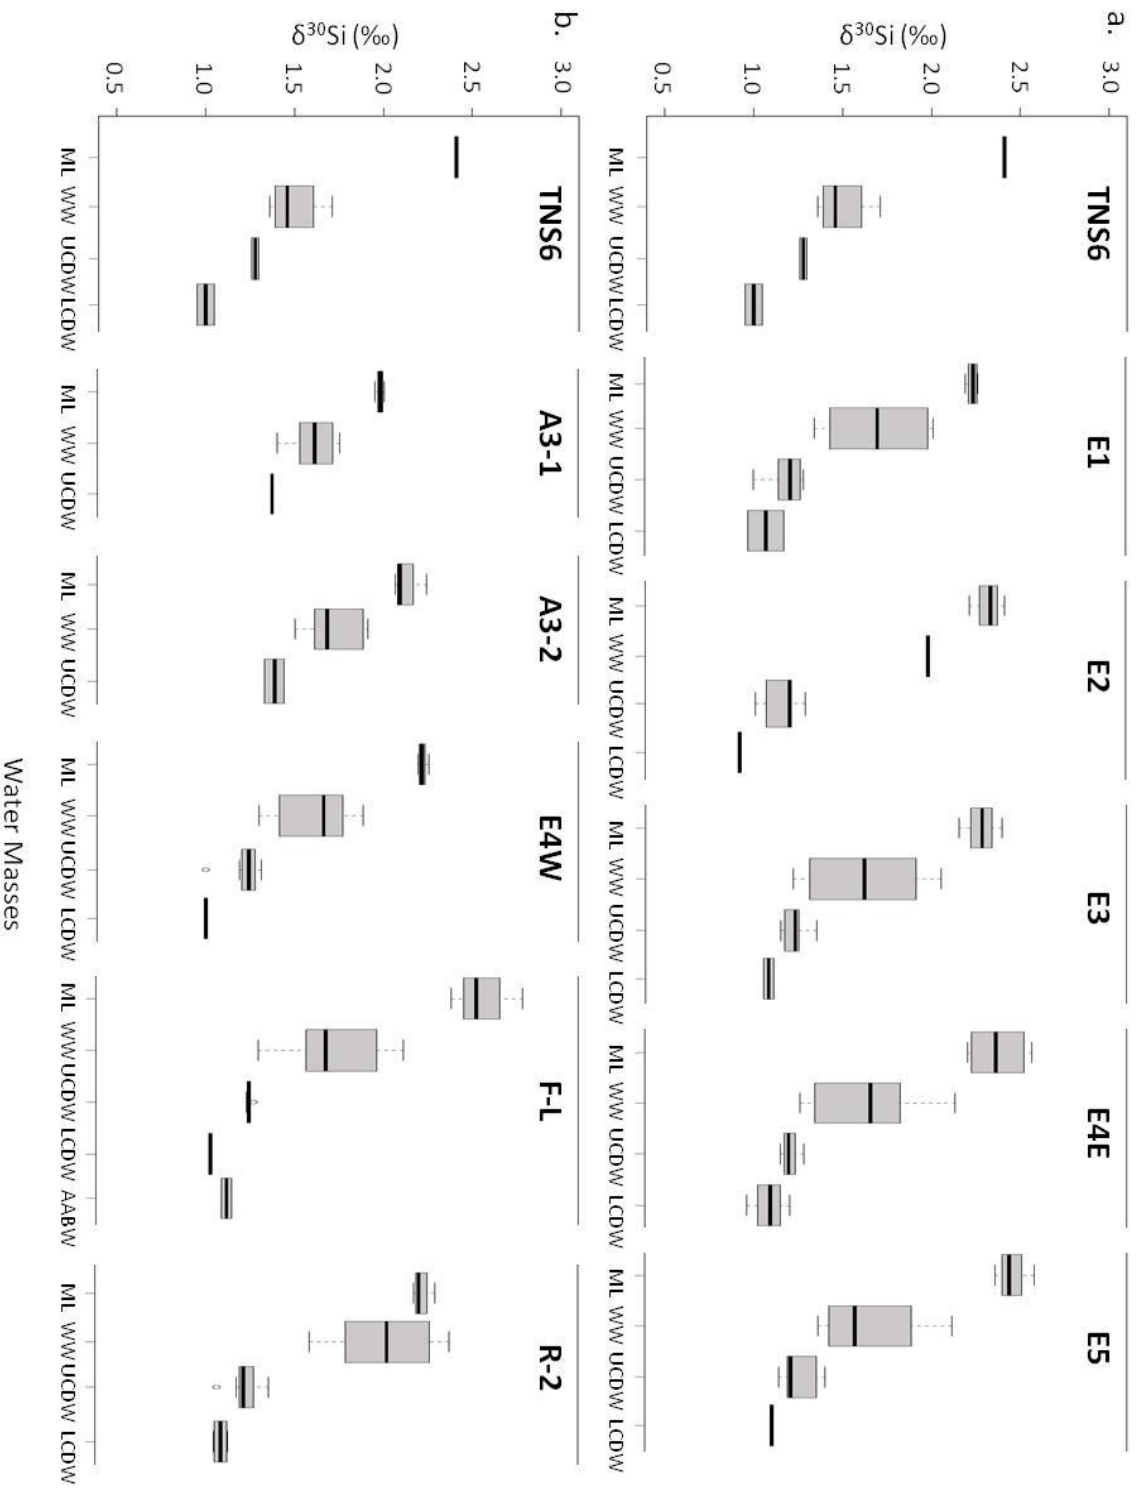 a.
TNS6 E1 E2 E3 E4E E5
δ³⁰Si (‰)
3.0
2.5
2.0
1.5
1.0
0.5
ML WW UCDW LCDW ML WW UCDW LCDW ML WW UCDW LCDW ML WW UCDW LCDW ML WW UCDW LCDW ML WW UCDW LCDW
b.
TNS6 A3-1 A3-2 E4W F-L R-2
δ³⁰Si (‰)
3.0
2.5
2.0
1.5
1.0
0.5
ML WW UCDW LCDW ML WW UCDW ML WW UCDW ML WW UCDW LCDW ML WW UCDW LCDW AABW ML WW UCDW LCDW
Water Masses